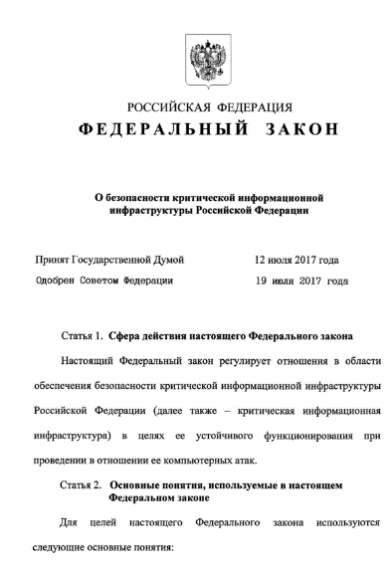 РОССИЙСКАЯ ФЕДЕРАЦИЯ
ФЕДЕРАЛЬНЫЙ ЗАКОН
О безопасности критической информационной
инфраструктуры Российской Федерации
Принят Государственной Думой 12 июля 2017 года
Одобрен Советом Федерации 19 июля 2017 года
Статья 1. Сфера действия настоящего Федерального закона
Настоящий Федеральный закон регулирует отношения в области
обеспечения безопасности критической информационной инфраструктуры
Российской Федерации (далее также – критическая информационная
инфраструктура) в целях ее устойчивого функционирования при
проведении в отношении ее компьютерных атак.
Статья 2. Основные понятия, используемые в настоящем
Федеральном законе
Для целей настоящего Федерального закона используются
следующие основные понятия: